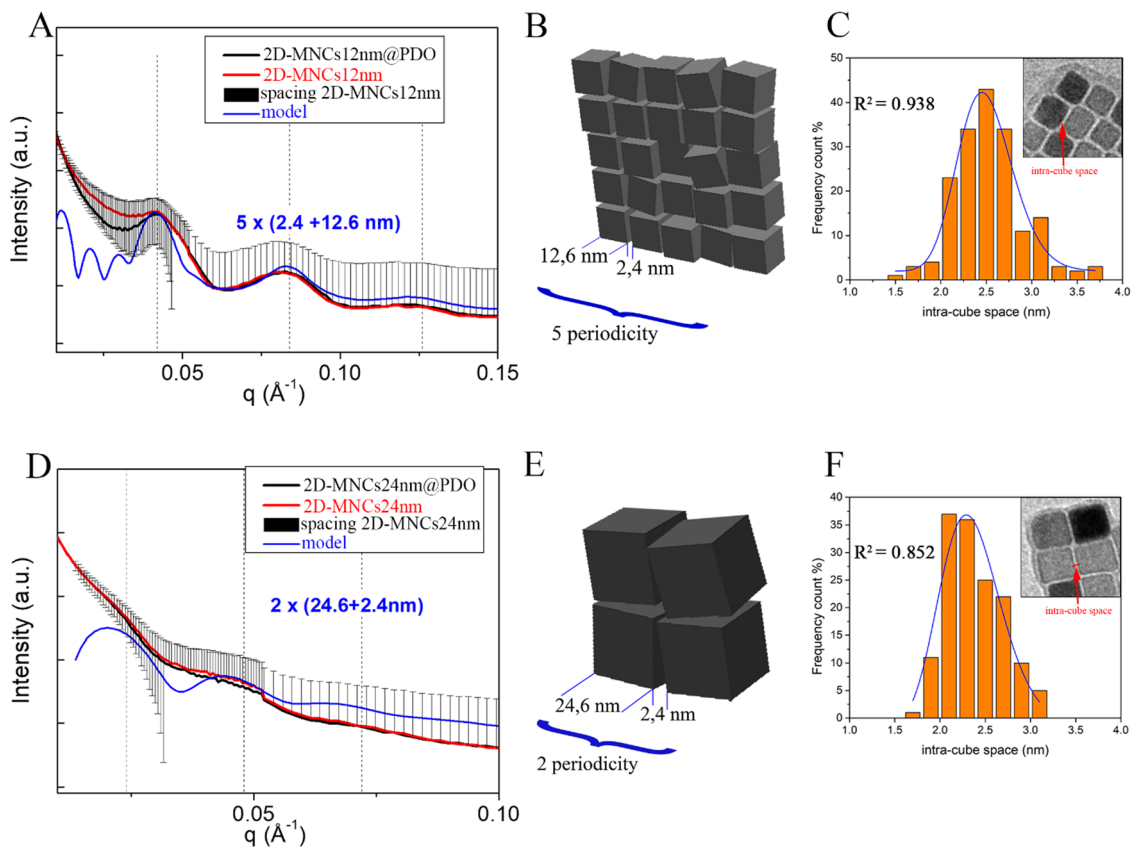 A
2D-MNCs12nm@PDO
2D-MNCs12nm
spacing 2D-MNCs12nm
model
5 x (2.4 +12.6 nm)
Intensity (a.u.)
0.05
0.10
0.15
q (Å-1)
B
12,6 nm
2,4 nm
5 periodicity
C
R2 = 0.938
intra-cube space
Frequency count %
50
40
30
20
10
0
1.0
1.5
2.0
2.5
3.0
3.5
4.0
intra-cube space (nm)
D
2D-MNCs24nm@PDO
2D-MNCs24nm
spacing 2D-MNCs24nm
model
2 x (24.6+2.4nm)
Intensity (a.u.)
0.05
0.10
q (Å-1)
E
24,6 nm
2,4 nm
2 periodicity
F
R2 = 0.852
intra-cube space
Frequency count %)
40
35
30
25
20
15
10
5
0
1.0
1.5
2.0
2.5
3.0
3.5
4.0
intra-cube space (nm)